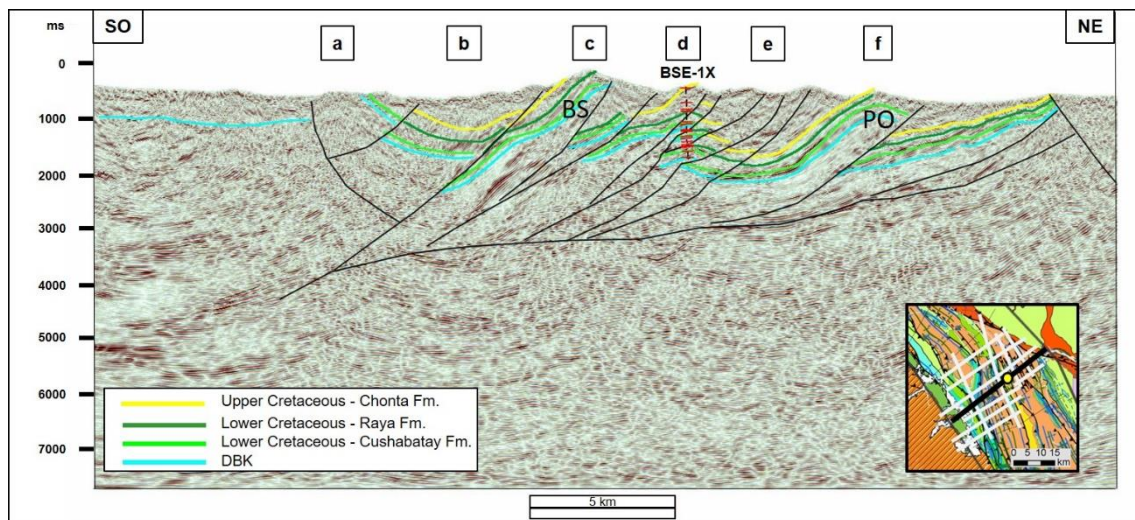 ms
SO
a
b
c
d
e
f
NE
BSE-1X
0
1000
2000
3000
4000
5000
6000
7000
BS
PO
Upper Cretaceous - Chonta Fm.
Lower Cretaceous - Raya Fm.
Lower Cretaceous - Cushabatay Fm.
DBK
5 km
0 5 10 15
km